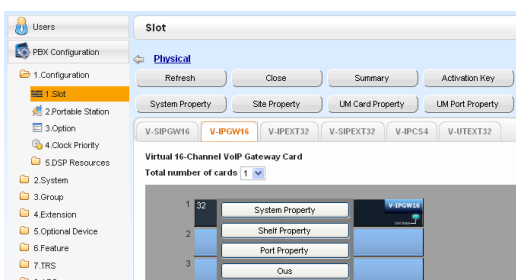 Users
PBX Configuration
1.Configuration
1.Slot
2.Portable Station
3.Option
4.Clock Priority
5.DSP Resources
2.System
3.Group
4.Extension
5.Optional Device
6.Feature
7.TRS
Slot
Physical
Refresh Close Summary Activation Key
System Property Site Property UM Card Property UM Port Property
V-SIPGW16 V-IPGW16 V-IPEXT32 V-SIPEXT32 V-IPCS4 V-UTEXT32
Virtual 16-Channel VoIP Gateway Card
Total number of cards 1
1 32 System Property V-IPGW16
2 Shelf Property
Port Property
3 Ous